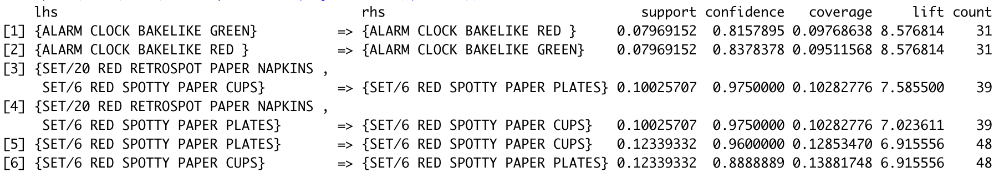 lhs rhs support confidence coverage lift count
[1] {ALARM CLOCK BAKELIKE GREEN} => {ALARM CLOCK BAKELIKE RED } 0.07969152 0.8157895 0.09768638 8.576814 31
[2] {ALARM CLOCK BAKELIKE RED } => {ALARM CLOCK BAKELIKE GREEN} 0.07969152 0.8378378 0.09511568 8.576814 31
[3] {SET/20 RED RETROSPOT PAPER NAPKINS ,
SET/6 RED SPOTTY PAPER CUPS} => {SET/6 RED SPOTTY PAPER PLATES} 0.10025707 0.9750000 0.10282776 7.585500 39
[4] {SET/20 RED RETROSPOT PAPER NAPKINS ,
SET/6 RED SPOTTY PAPER PLATES} => {SET/6 RED SPOTTY PAPER CUPS} 0.10025707 0.9750000 0.10282776 7.023611 39
[5] {SET/6 RED SPOTTY PAPER PLATES} => {SET/6 RED SPOTTY PAPER CUPS} 0.12339332 0.9600000 0.12853470 6.915556 48
[6] {SET/6 RED SPOTTY PAPER CUPS} => {SET/6 RED SPOTTY PAPER PLATES} 0.12339332 0.8888889 0.13881748 6.915556 48